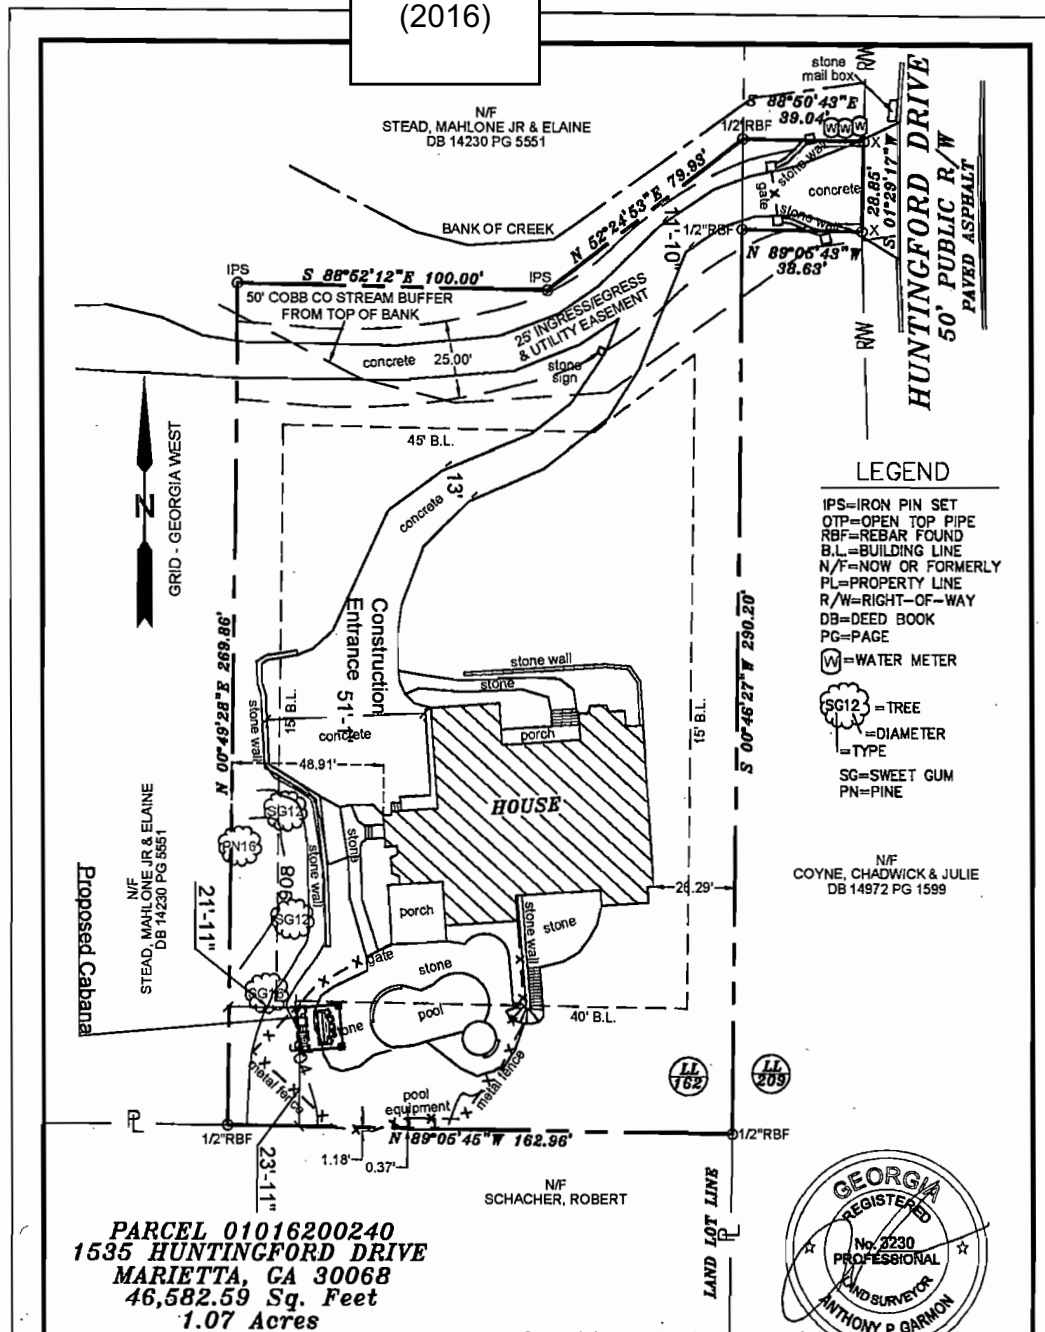 (2016)
N/F
STEAD, MAHLONE JR & ELAINE
DB 14230 PG 5551
stone
mail box
R/W
S 88°50'43"E
39.04'
1/2"RBF
W W W
X
stone wall
gate
concrete
28.85'
S 01°29'17"W
stone wall
1/2"RBF
X
N 89°05'43"W
38.63'
HUNTINGFORD DRIVE
50' PUBLIC R/W
PAVED ASPHALT
R/W
BANK OF CREEK
N 52°24'53"E 79.93'
11'-10"
IPS
S 88°52'12"E 100.00'
IPS
50' COBB CO STREAM BUFFER
FROM TOP OF BANK
25' INGRESS/EGRESS
& UTILITY EASEMENT
concrete
25.00'
stone
sign
45' B.L.
N
GRID - GEORGIA WEST
13'
concrete
LEGEND
IPS=IRON PIN SET
OTP=OPEN TOP PIPE
RBF=REBAR FOUND
B.L.=BUILDING LINE
N/F=NOW OR FORMERLY
PL=PROPERTY LINE
R/W=RIGHT-OF-WAY
DB=DEED BOOK
PG=PAGE
W =WATER METER
SG12 =TREE
=DIAMETER
=TYPE
SG=SWEET GUM
PN=PINE
N 00°49'28"E 269.86'
S 00°46'27"W 290.20'
Construction
Entrance
stone wall
stone
stone wall
15' B.L.
concrete
48.91'
porch
15' B.L.
HOUSE
SG12
PN16
stone wall
stone
908
SG12
N/F
STEAD, MAHLONE JR & ELAINE
DB 14230 PG 5551
Proposed Cabana
21'-11"
N/F
COYNE, CHADWICK & JULIE
DB 14972 PG 1599
porch
stone wall
stone
gate
stone
pool
stone
40' B.L.
904
metal fence
pool
equipment
metal fence
LL
162
LL
209
PL
1/2"RBF
N 89°05'45"W 162.96'
1/2"RBF
1.18'
0.37'
23'-11"
N/F
SCHACHER, ROBERT
LAND LOT LINE
PL
PARCEL 01016200240
1535 HUNTINGFORD DRIVE
MARIETTA, GA 30068
46,582.59 Sq. Feet
1.07 Acres
GEORGIA
REGISTERED
No. 3230
PROFESSIONAL
LAND SURVEYOR
ANTHONY P. GARMON